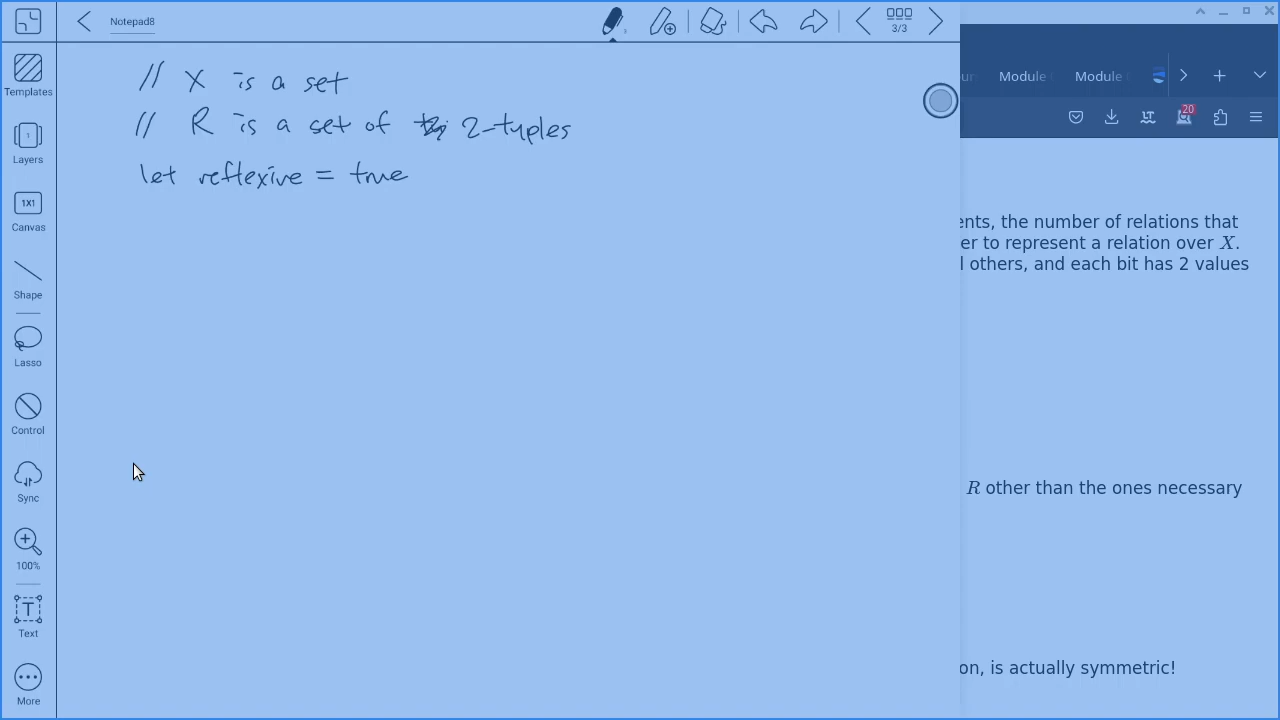 Notepad8
3/3
Module
Module
20
Templates
Layers
1X1
Canvas
Shape
Lasso
Control
Sync
100%
T
Text
More
// X is a set
// R is a set of 2-tuples
let reflexive = true
ents, the number of relations that
er to represent a relation over X.
l others, and each bit has 2 values
R other than the ones necessary
on, is actually symmetric!